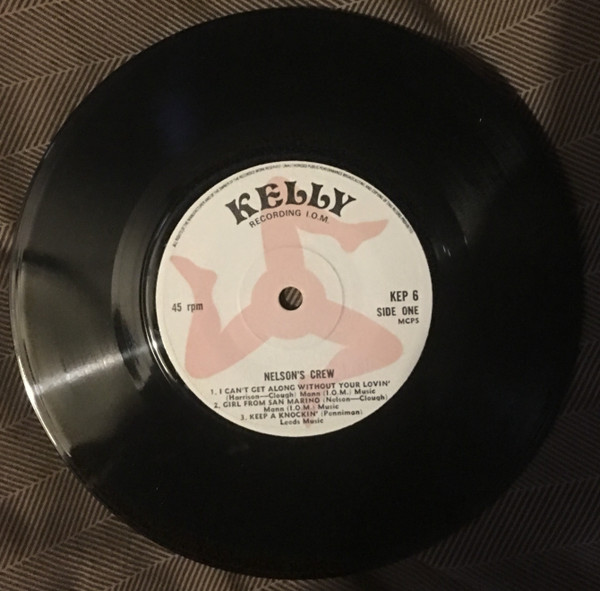 KELLY
RECORDING I.O.M.
45 rpm
KEP 6
SIDE ONE
MCPS
NELSON'S CREW
1. I CAN'T GET ALONG WITHOUT YOUR LOVIN'
(Harrison—Clough) Mann (I.O.M.) Music
2. GIRL FROM SAN MARINO (Nelson—Clough)
Mann (I.O.M.) Music
3. KEEP A KNOCKIN' (Penniman)
Leeds Music